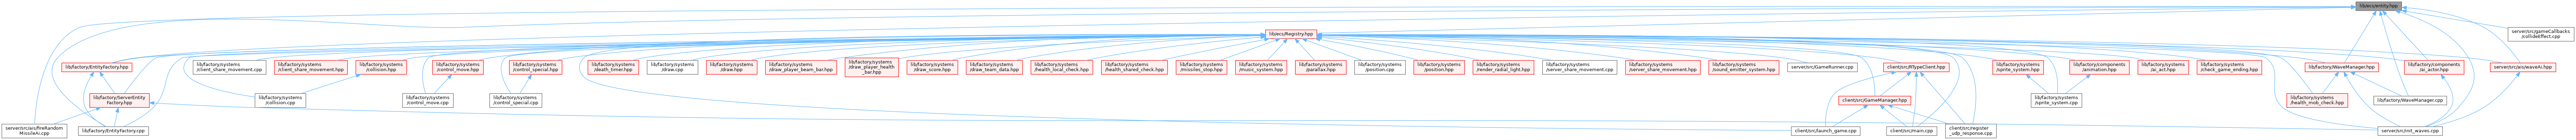 lib/ecs/entity.hpp
server/src/gameCallbacks
/collideEffect.cpp
lib/ecs/Registry.hpp
lib/factory/EntityFactory.hpp
lib/factory/systems
/client_share_movement.cpp
lib/factory/systems
/client_share_movement.hpp
lib/factory/systems
/collision.hpp
lib/factory/systems
/control_move.hpp
lib/factory/systems
/control_special.hpp
lib/factory/systems
/death_timer.hpp
lib/factory/systems
/draw.cpp
lib/factory/systems
/draw.hpp
lib/factory/systems
/draw_player_beam_bar.hpp
lib/factory/systems
/draw_player_health
_bar.hpp
lib/factory/systems
/draw_score.hpp
lib/factory/systems
/draw_team_data.hpp
lib/factory/systems
/health_local_check.hpp
lib/factory/systems
/health_shared_check.hpp
lib/factory/systems
/missiles_stop.hpp
lib/factory/systems
/music_system.hpp
lib/factory/systems
/parallax.hpp
lib/factory/systems
/position.cpp
lib/factory/systems
/position.hpp
lib/factory/systems
/render_radial_light.hpp
lib/factory/systems
/server_share_movement.cpp
lib/factory/systems
/server_share_movement.hpp
lib/factory/systems
/sound_emitter_system.hpp
server/src/GameRunner.cpp
client/src/RTypeClient.hpp
lib/factory/systems
/sprite_system.hpp
lib/factory/components
/animation.hpp
lib/factory/systems
/ai_act.hpp
lib/factory/systems
/check_game_ending.hpp
lib/factory/WaveManager.hpp
lib/factory/components
/ai_actor.hpp
server/src/ais/waveAi.hpp
lib/factory/ServerEntity
Factory.hpp
lib/factory/systems
/collision.cpp
lib/factory/systems
/control_move.cpp
lib/factory/systems
/control_special.cpp
client/src/GameManager.hpp
lib/factory/systems
/sprite_system.cpp
lib/factory/systems
/health_mob_check.hpp
lib/factory/WaveManager.cpp
server/src/ais/fireRandom
MissileAi.cpp
lib/factory/EntityFactory.cpp
client/src/launch_game.cpp
client/src/main.cpp
client/src/register
_udp_response.cpp
server/src/init_waves.cpp